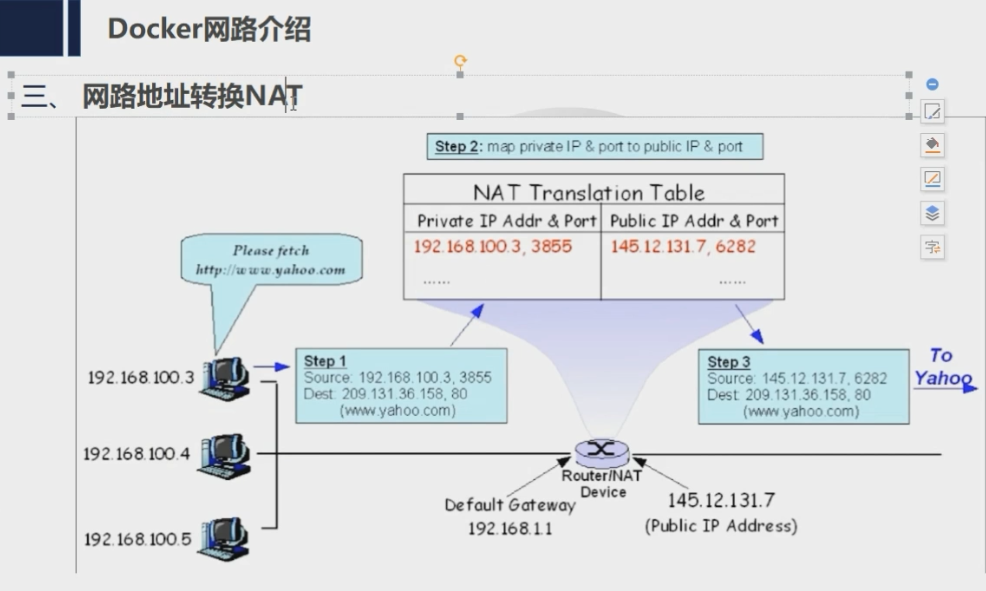 Docker网路介绍
三、 网路地址转换NAT
Step 2: map private IP & port to public IP & port
NAT Translation Table
Private IP Addr & Port
Public IP Addr & Port
192.168.100.3, 3855
145.12.131.7, 6282
......
......
Please fetch
http://www.yahoo.com
Step 1
Source: 192.168.100.3, 3855
Dest: 209.131.36.158, 80
(www.yahoo.com)
Step 3
Source: 145.12.131.7, 6282
Dest: 209.131.36.158, 80
(www.yahoo.com)
To
Yahoo
192.168.100.3
192.168.100.4
192.168.100.5
Router/NAT
Device
Default Gateway
192.168.1.1
145.12.131.7
(Public IP Address)
字